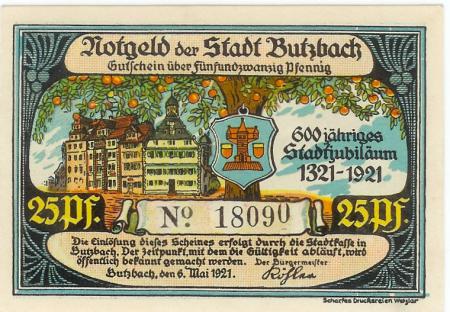 Notgeld der Stadt Butzbach
Gutschein über Fünfundzwanzig Pfennig
600 jähriges
Stadtjubiläum
1321-1921
25 Pf. No 18090 25 Pf.
Die Einlösung dieses Scheines erfolgt durch die Stadtkasse in
Butzbach. Der Zeitpunkt, mit dem die Gültigkeit abläuft, wird
öffentlich bekannt gemacht werden. Der Bürgermeister
Butzbach, den 6. Mai 1921.
Scharfes Druckereien Wetzlar